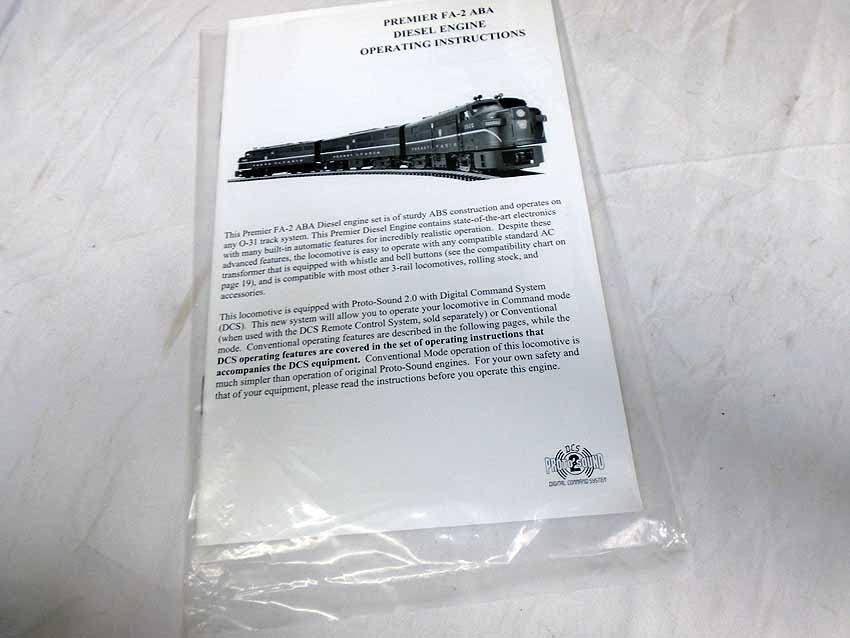 PREMIER FA-2 ABA
DIESEL ENGINE
OPERATING INSTRUCTIONS
This Premier FA-2 ABA Diesel engine set is of sturdy ABS construction and operates on
any O-31 track system. This Premier Diesel Engine contains state-of-the-art electronics
with many built-in automatic features for incredibly realistic operation. Despite these
advanced features, the locomotive is easy to operate with any compatible standard AC
transformer that is equipped with whistle and bell buttons (see the compatibility chart on
page 19), and is compatible with most other 3-rail locomotives, rolling stock, and
accessories.
This locomotive is equipped with Proto-Sound 2.0 with Digital Command System
(DCS). This new system will allow you to operate your locomotive in Command mode
(when used with the DCS Remote Control System, sold separately) or Conventional
mode. Conventional operating features are described in the following pages, while the
DCS operating features are covered in the set of operating instructions that
accompanies the DCS equipment. Conventional Mode operation of this locomotive is
much simpler than operation of original Proto-Sound engines. For your own safety and
that of your equipment, please read the instructions before you operate this engine.
DCS
PROTO-SOUND
2
DIGITAL COMMAND SYSTEM